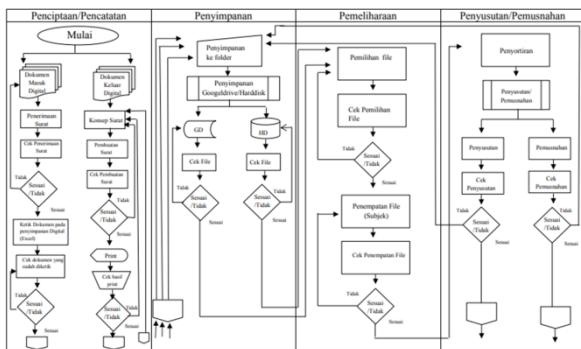 Penciptaan/Pencatatan
Mulai
Dokumen
Masuk
Digital
Dokumen
Keluar Digital
Penerimaan
Surat
Konsep Surat
Cek Penerimaan
Surat
Pembuatan
Surat
Tidak
Sesuai
/Tidak
Sesuai
Cek Pembuatan
Surat
Tidak
Sesuai
/Tidak
Sesuai
Ketik Dokumen pada
penyimpanan Digital
(Excel)
Print
Cek dokumen yang
sudah diketik
Cek hasil
print
Tidak
Sesuai
/Tidak
Sesuai
Tidak
Sesuai
/Tidak
Sesuai
Penyimpanan
Penyimpanan
ke folder
Penyimpanan
Googeldrive/Harddisk
GD
HD
Cek File
Cek File
Tidak
Sesuai
/Tidak
Sesuai
Tidak
Sesuai
/Tidak
Sesuai
Pemeliharaan
Pemilihan file
Cek Pemilihan
File
Tidak
Sesuai
/Tidak
Sesuai
Penempatan File
(Subjek)
Cek Penempatan File
Tidak
Sesuai
/Tidak
Sesuai
Penyusutan/Pemusnahan
Penyortiran
Penyusutan/
Pemusnahan
Penyusutan
Pemusnahan
Cek
Penyusutan
Cek
Pemusnahan
Tidak
Sesuai
/Tidak
Sesuai
Tidak
Sesuai
/Tidak
Sesuai